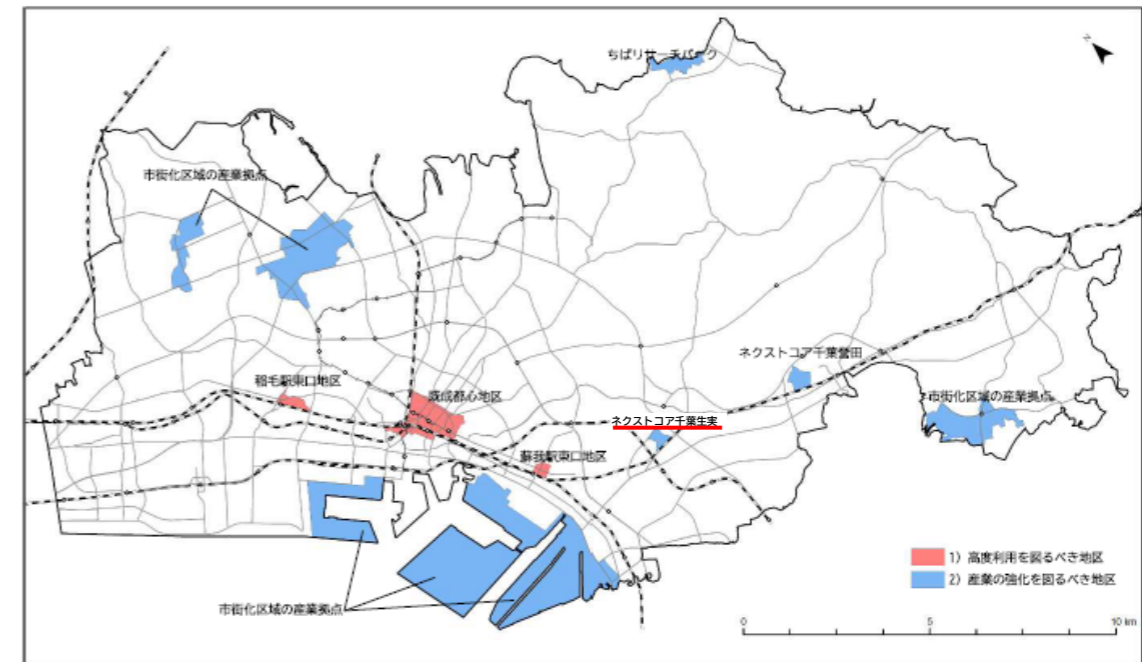 ちばリサーチパーク
N
市街化区域の産業拠点
ネクストコア千葉誉田
稲毛駅東口地区
既成都心地区
市街化区域の産業拠点
ネクストコア千葉生実
蘇我駅東口地区
1）高度利用を図るべき地区
2）産業の強化を図るべき地区
市街化区域の産業拠点
0 5 10 km